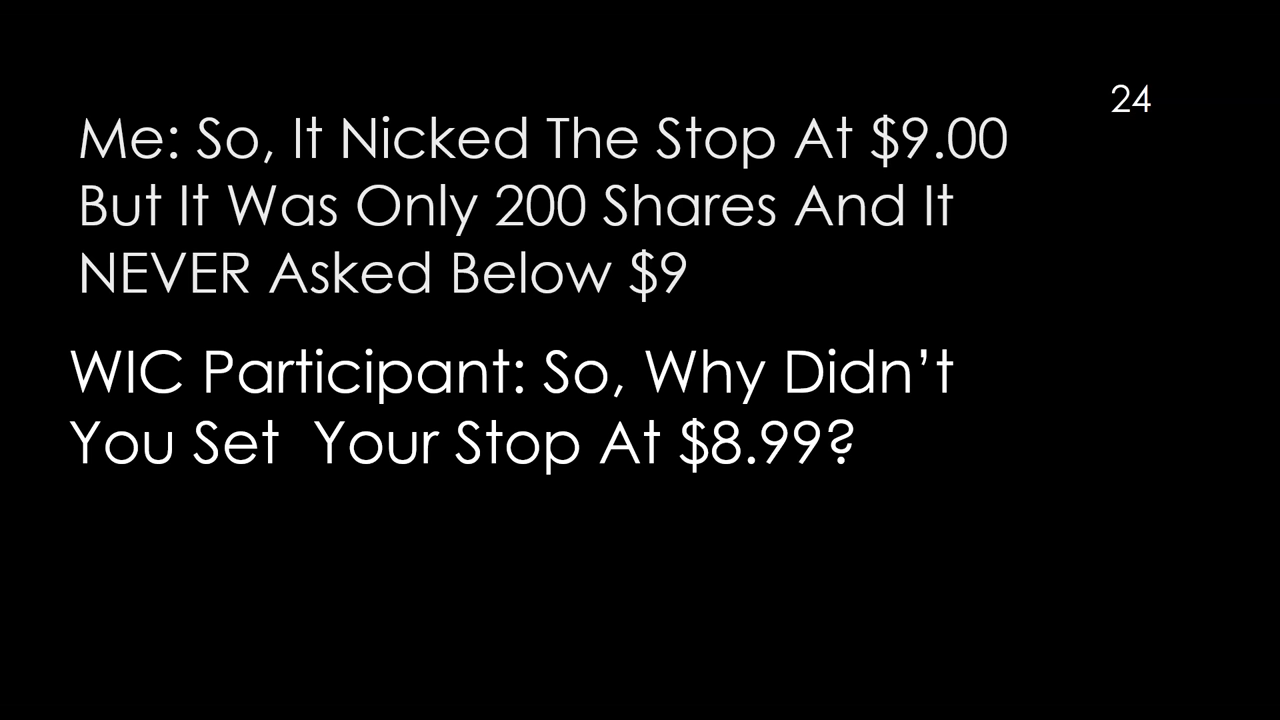 24
Me: So, It Nicked The Stop At $9.00
But It Was Only 200 Shares And It
NEVER Asked Below $9
WIC Participant: So, Why Didn’t
You Set  Your Stop At $8.99?